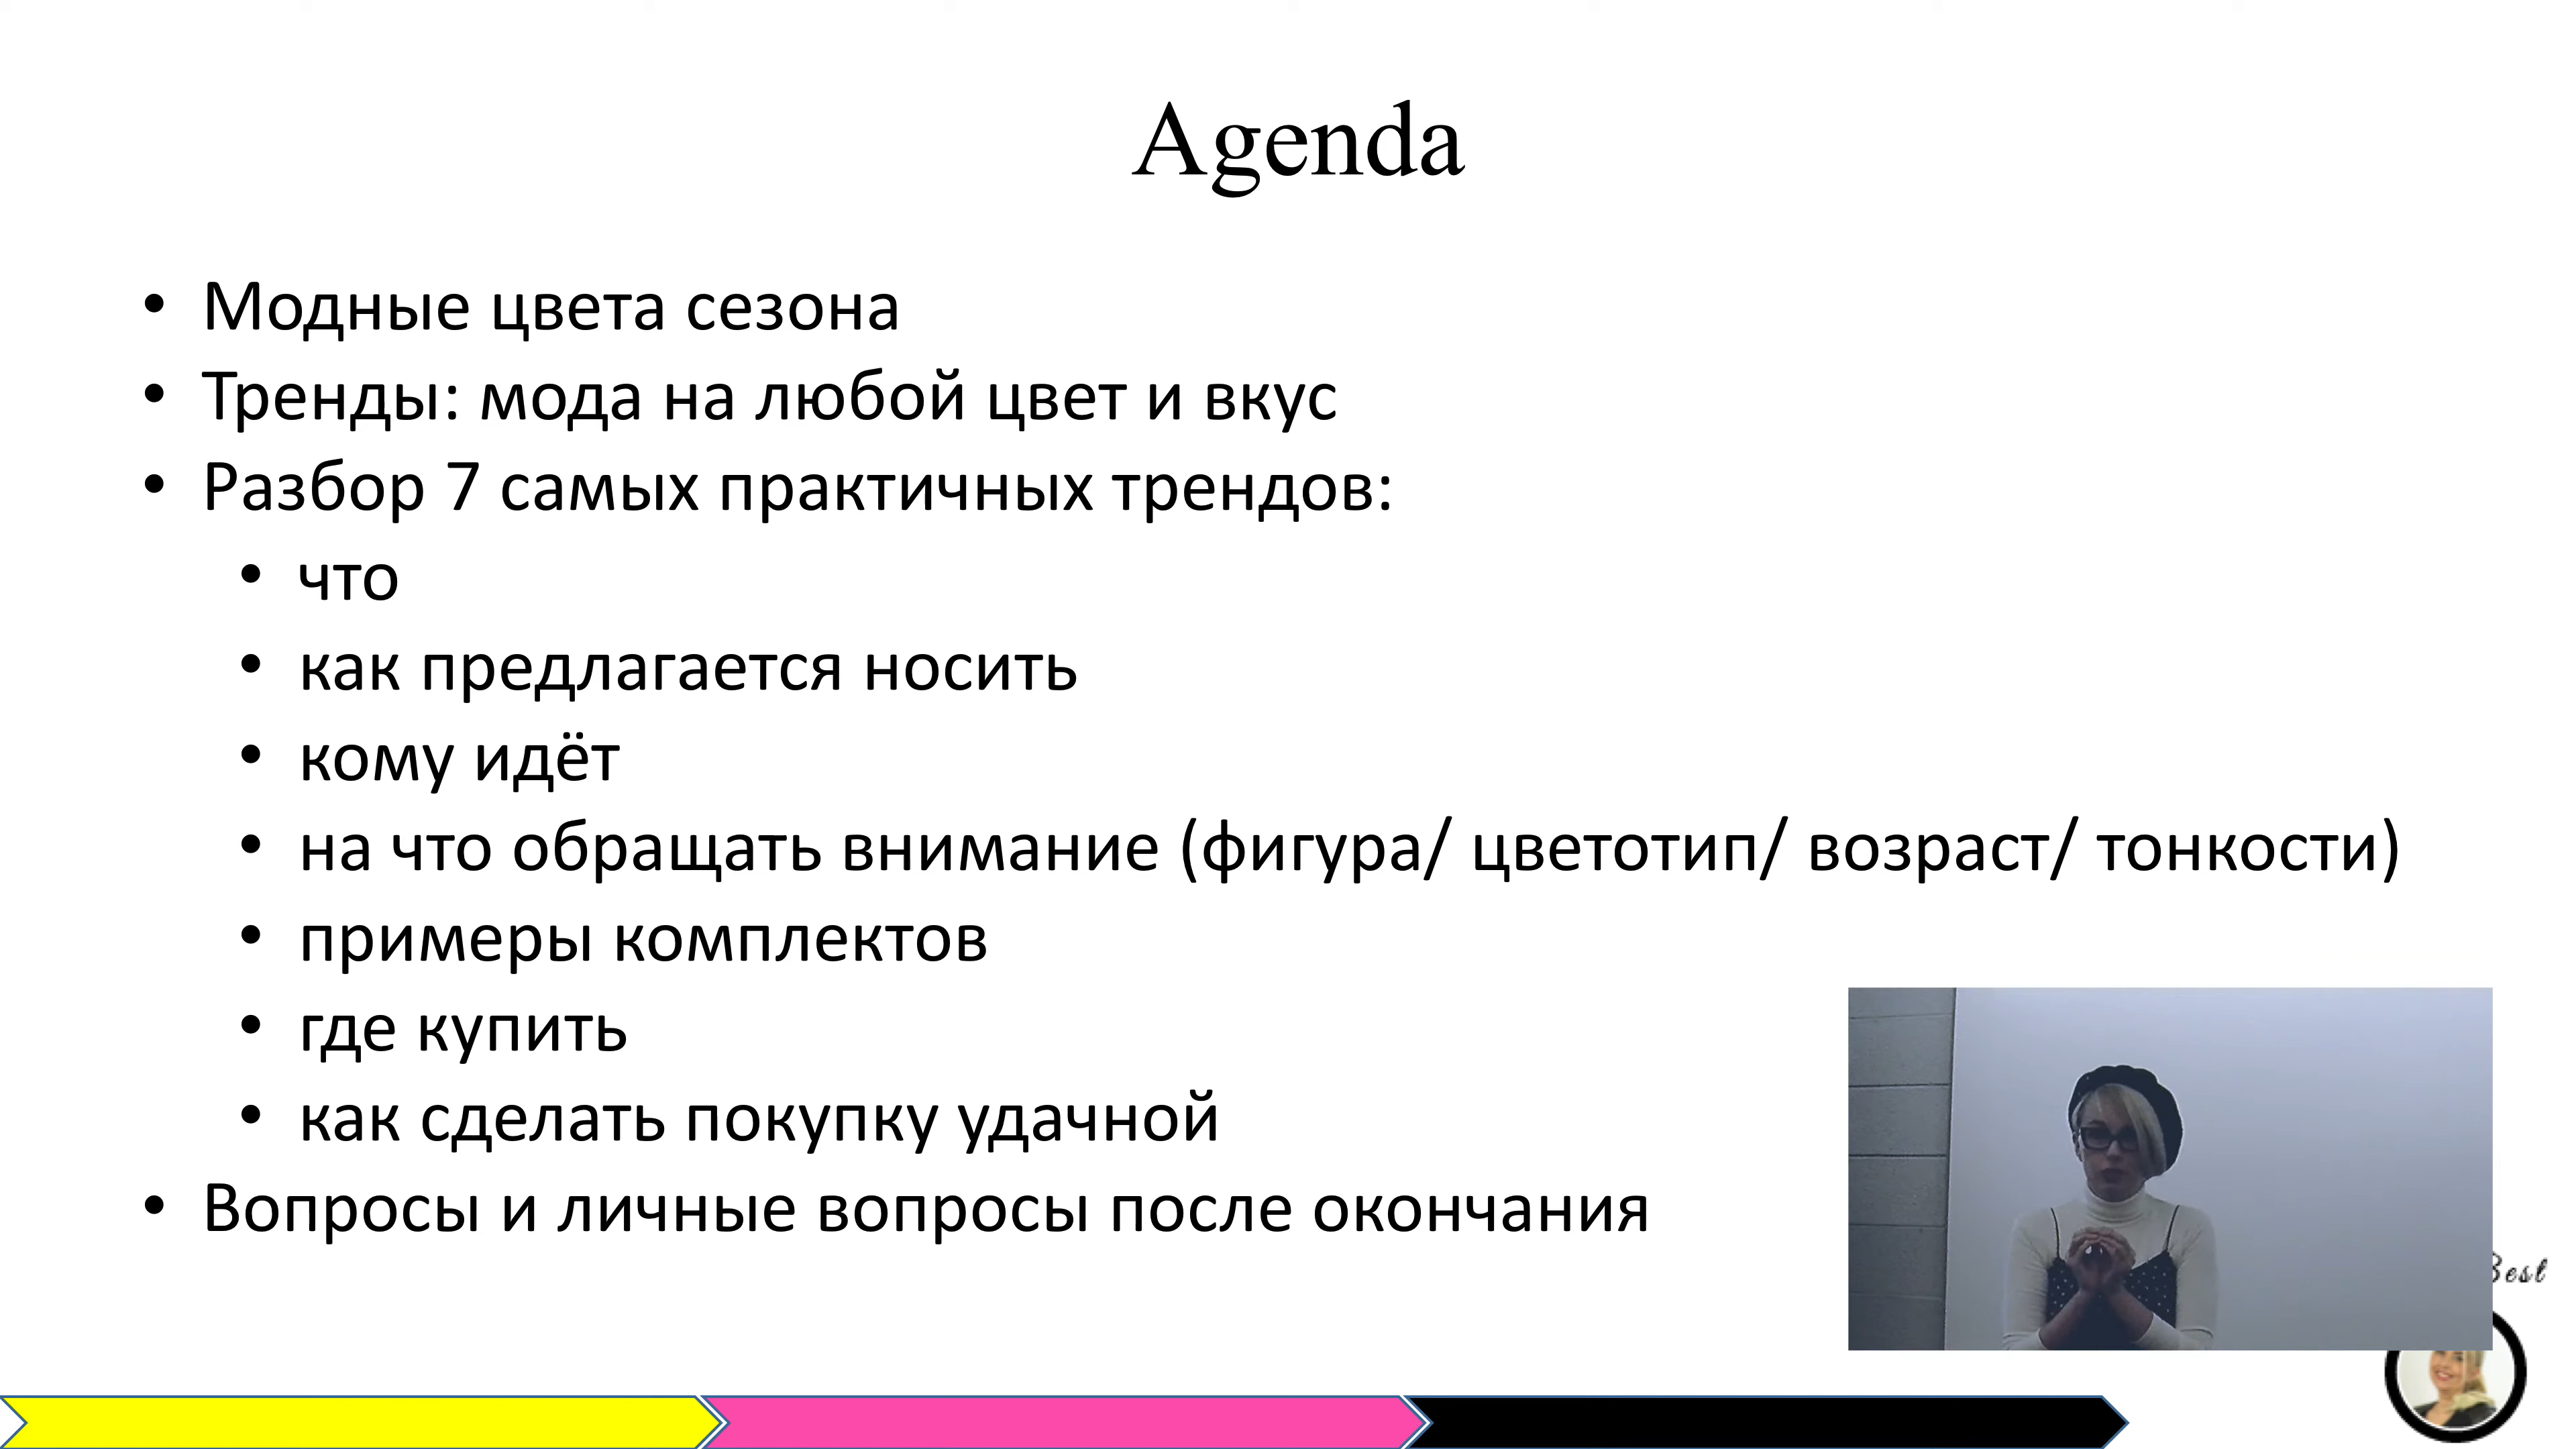 Agenda
• Модные цвета сезона
• Тренды: мода на любой цвет и вкус
• Разбор 7 самых практичных трендов:
• что
• как предлагается носить
• кому идёт
• на что обращать внимание (фигура/ цветотип/ возраст/ тонкости)
• примеры комплектов
• где купить
• как сделать покупку удачной
• Вопросы и личные вопросы после окончания
Best